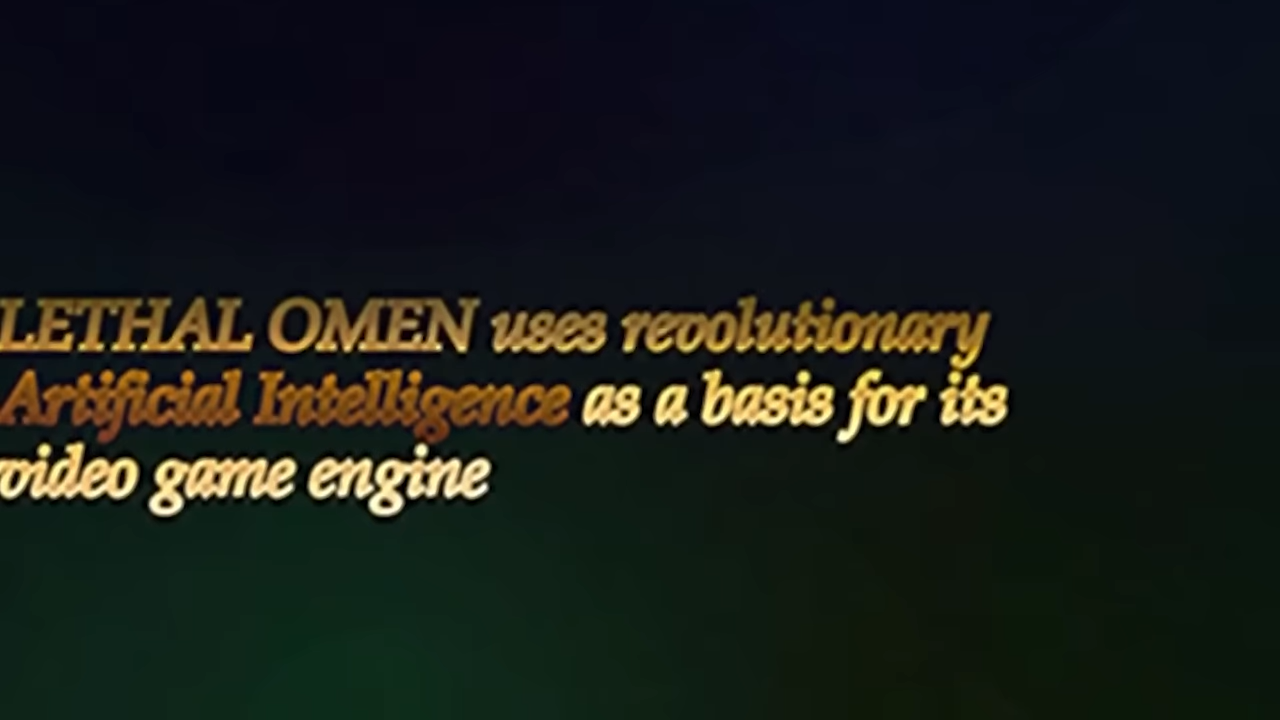 LETHAL OMEN uses revolutionary
Artificial Intelligence as a basis for its
video game engine